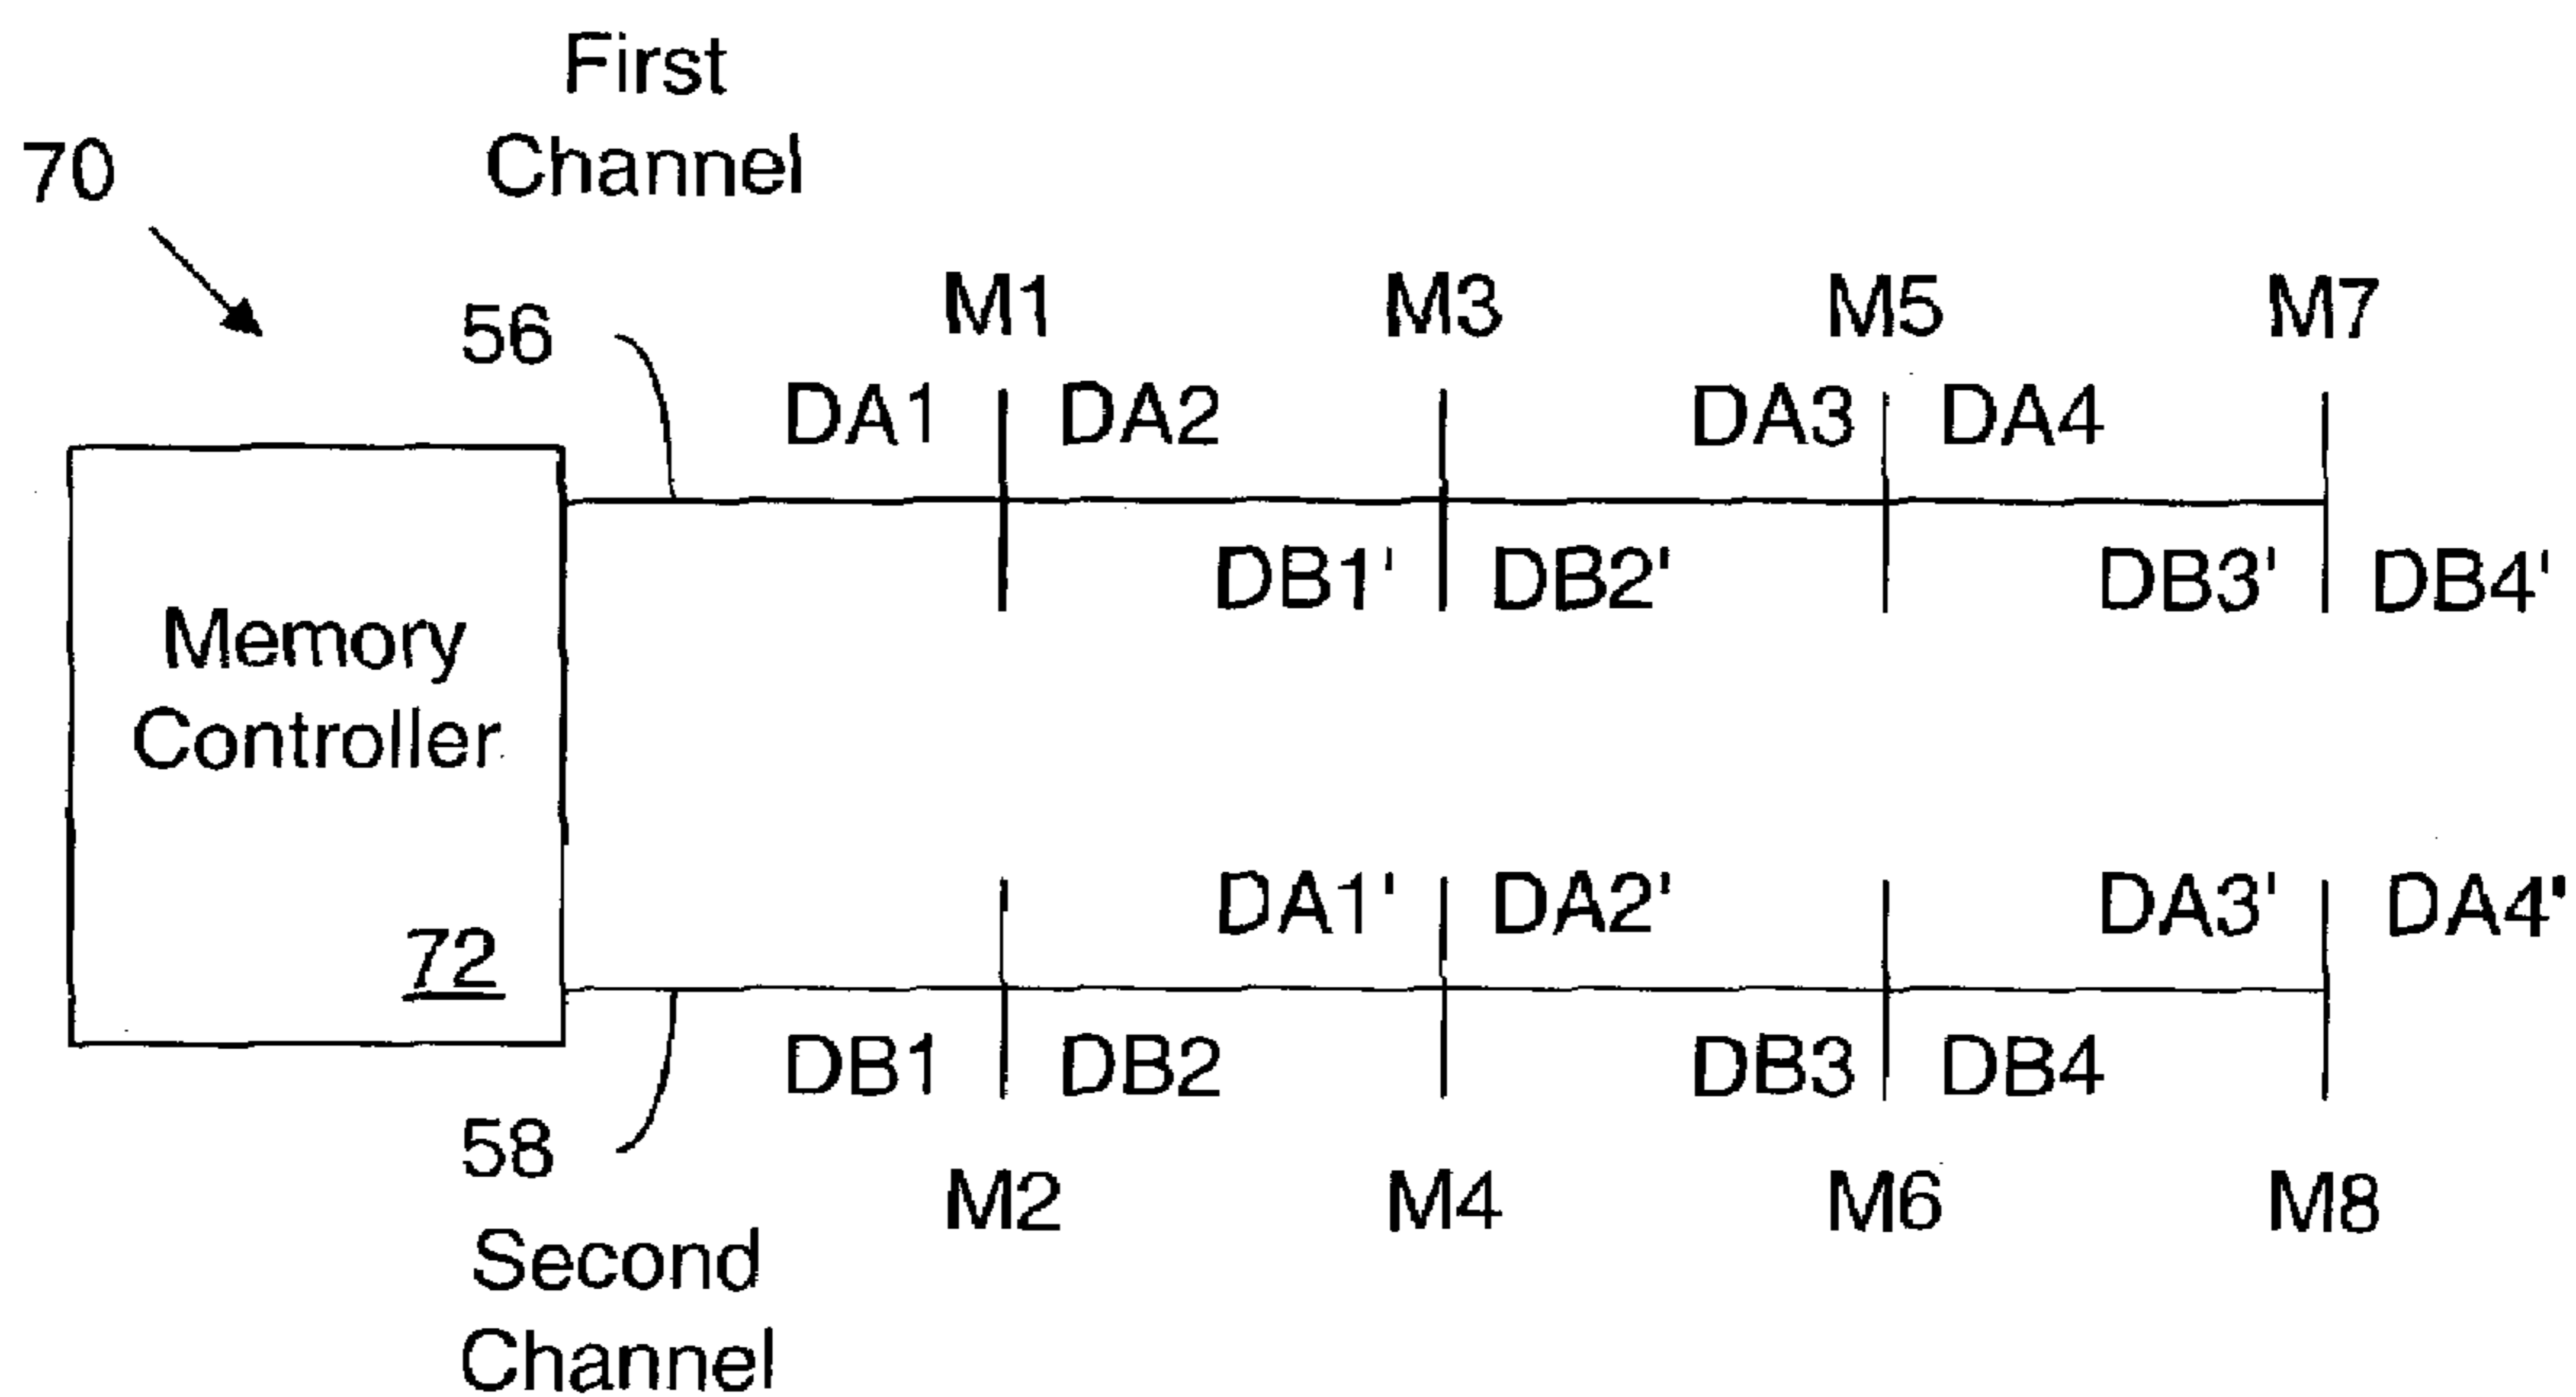 First
Channel
70
56
M1 M3 M5 M7
DA1 DA2 DA3 DA4
DB1' DB2' DB3' DB4'
Memory
Controller
72
DA1' DA2' DA3' DA4'
DB1 DB2 DB3 DB4
58
M2 M4 M6 M8
Second
Channel